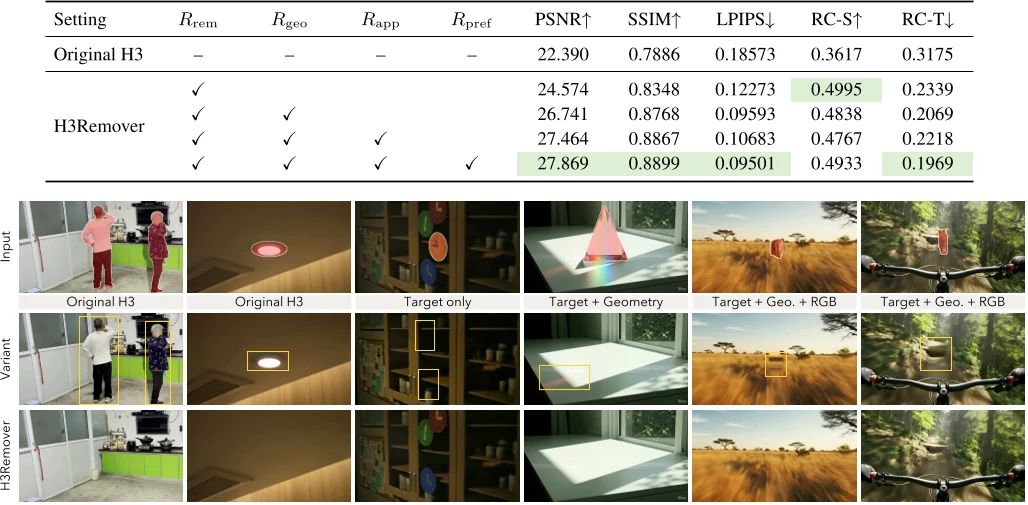 Setting R_rem R_geo R_app R_pref PSNR↑ SSIM↑ LPIPS↓ RC-S↑ RC-T↓
Original H3 – – – – 22.390 0.7886 0.18573 0.3617 0.3175
✓ 24.574 0.8348 0.12273 0.4995 0.2339
✓ ✓ 26.741 0.8768 0.09593 0.4838 0.2069
H3Remover
✓ ✓ ✓ 27.464 0.8867 0.10683 0.4767 0.2218
✓ ✓ ✓ ✓ 27.869 0.8899 0.09501 0.4933 0.1969
Input
Original H3 Original H3 Target only Target + Geometry Target + Geo. + RGB Target + Geo. + RGB
Variant
H3Remover